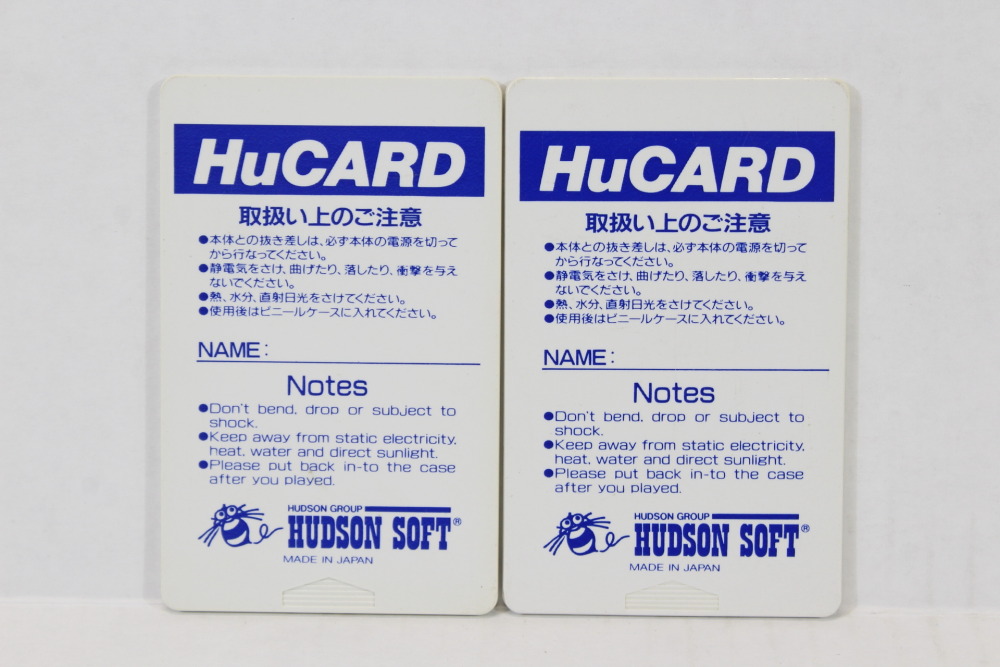 HuCARD
取扱い上のご注意
●本体との抜き差しは、必ず本体の電源を切って
から行なってください。
●静電気をさけ、曲げたり、落したり、衝撃を与え
ないでください。
●熱、水分、直射日光をさけてください。
●使用後はビニールケースに入れてください。
NAME:
Notes
●Don't bend, drop or subject to
shock.
●Keep away from static electricity,
heat, water and direct sunlight.
●Please put back in-to the case
after you played.
HUDSON GROUP
HUDSON SOFT®
MADE IN JAPAN
HuCARD
取扱い上のご注意
●本体との抜き差しは、必ず本体の電源を切って
から行なってください。
●静電気をさけ、曲げたり、落したり、衝撃を与え
ないでください。
●熱、水分、直射日光をさけてください。
●使用後はビニールケースに入れてください。
NAME:
Notes
●Don't bend, drop or subject to
shock.
●Keep away from static electricity,
heat, water and direct sunlight.
●Please put back in-to the case
after you played.
HUDSON GROUP
HUDSON SOFT®
MADE IN JAPAN